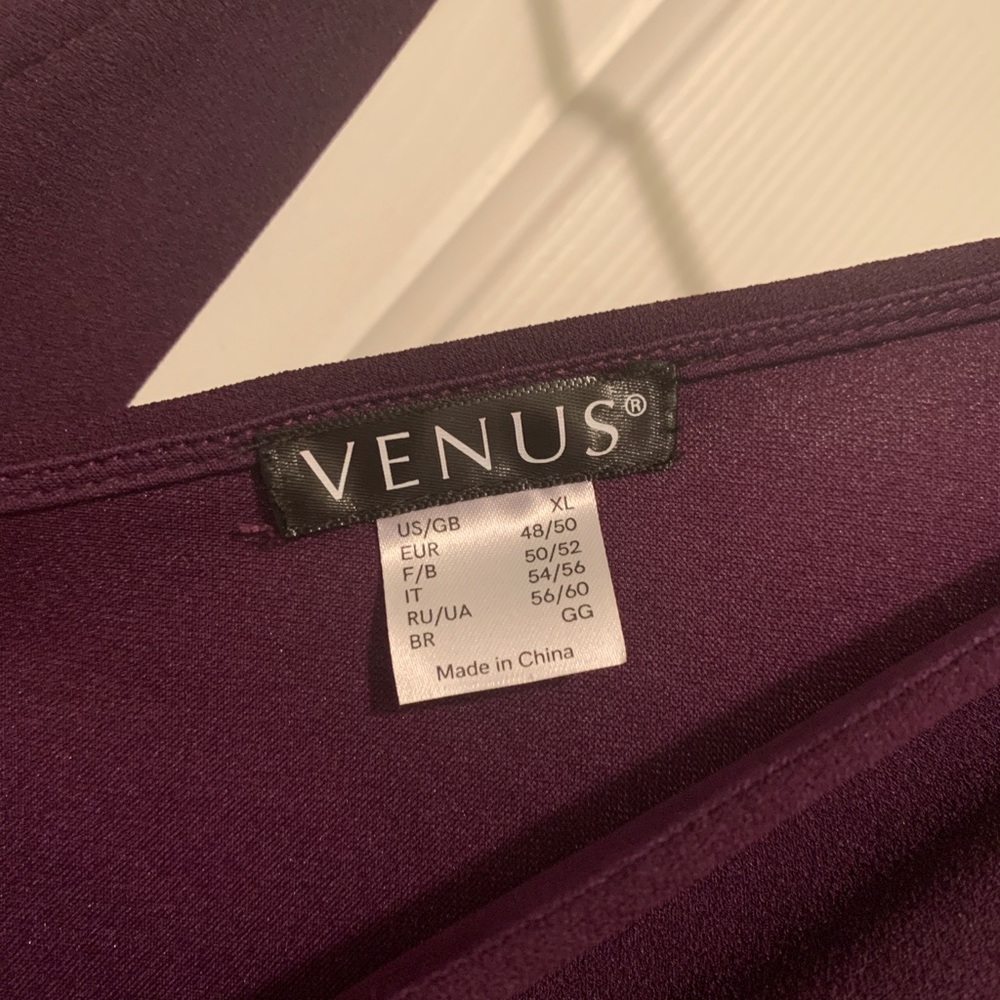 VENUS®
US/GB XL
EUR 48/50
F/B 50/52
IT 54/56
RU/UA 56/60
BR GG
Made in China